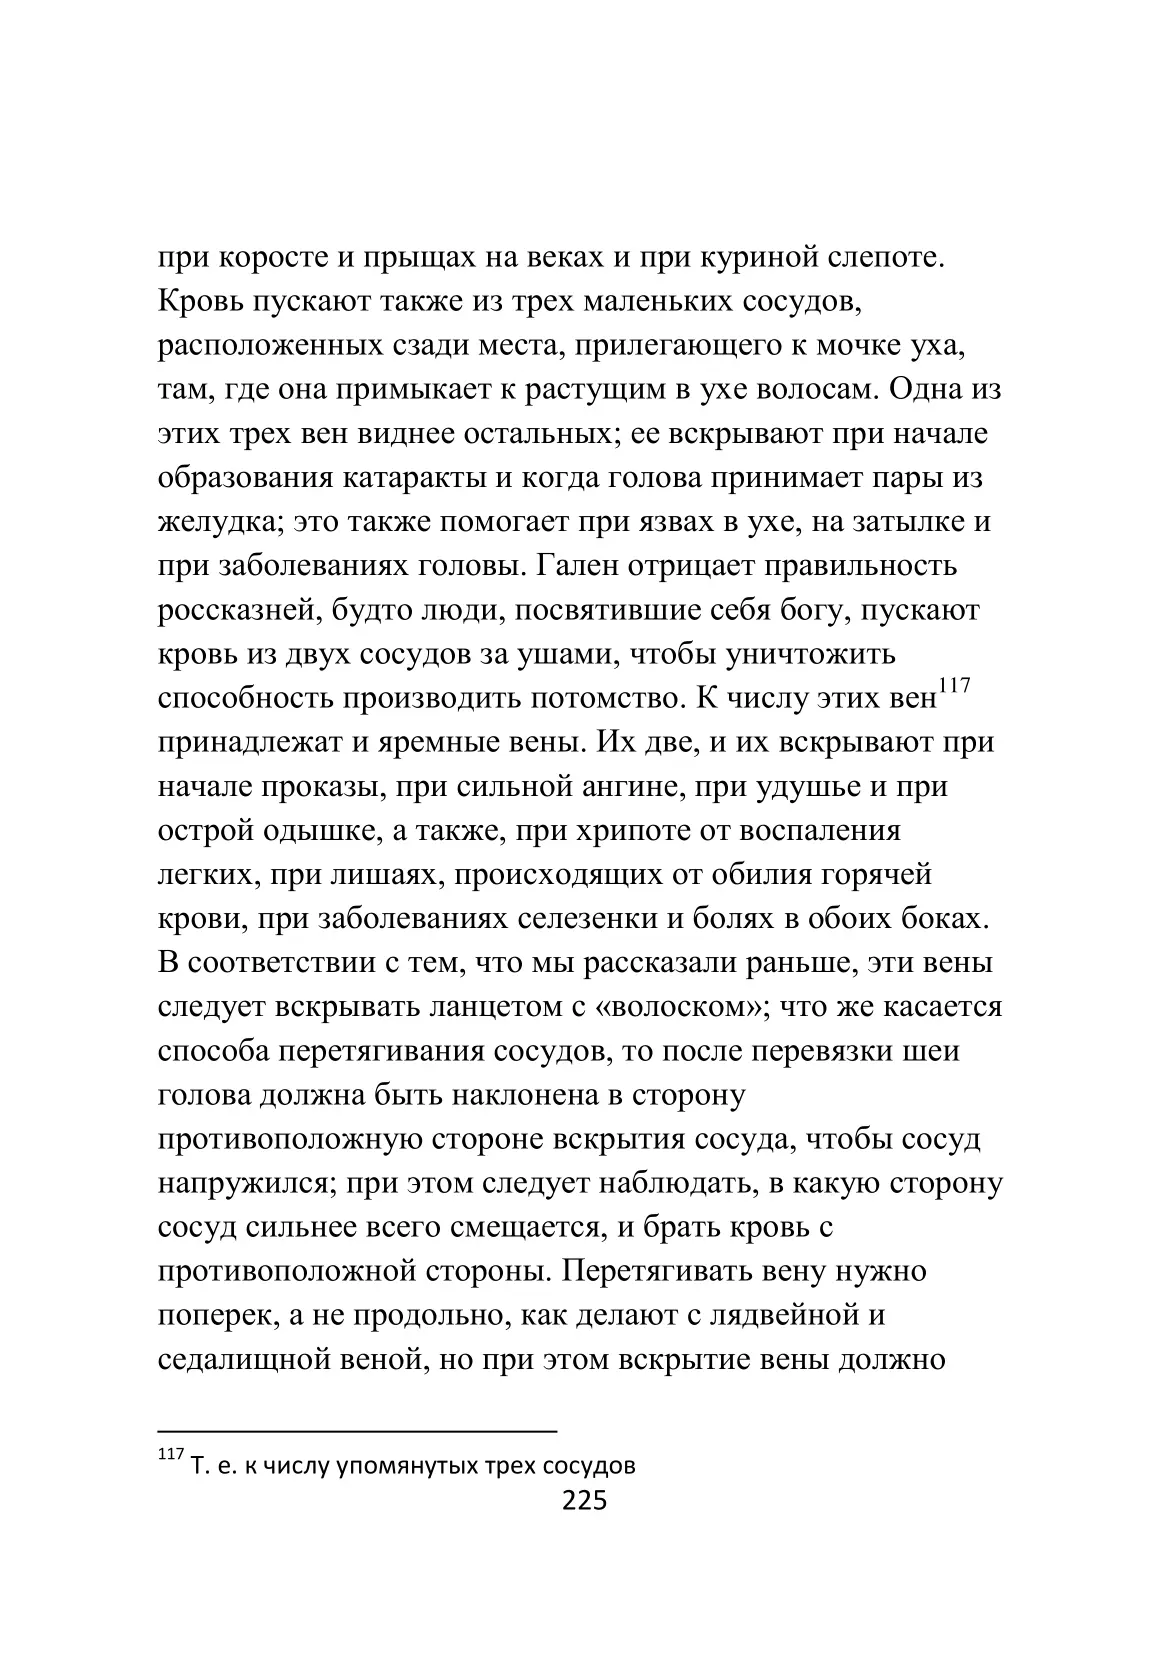 при коросте и прыщах на веках и при куриной слепоте.
Кровь пускают также из трех маленьких сосудов,
расположенных сзади места, прилегающего к мочке уха,
там, где она примыкает к растущим в ухе волосам. Одна из
этих трех вен виднее остальных; ее вскрывают при начале
образования катаракты и когда голова принимает пары из
желудка; это также помогает при язвах в ухе, на затылке и
при заболеваниях головы. Гален отрицает правильность
россказней, будто люди, посвятившие себя богу, пускают
кровь из двух сосудов за ушами, чтобы уничтожить
способность производить потомство. К числу этих вен117
принадлежат и яремные вены. Их две, и их вскрывают при
начале проказы, при сильной ангине, при удушье и при
острой одышке, а также, при хрипоте от воспаления
легких, при лишаях, происходящих от обилия горячей
крови, при заболеваниях селезенки и болях в обоих боках.
В соответствии с тем, что мы рассказали раньше, эти вены
следует вскрывать ланцетом с «волоском»; что же касается
способа перетягивания сосудов, то после перевязки шеи
голова должна быть наклонена в сторону
противоположную стороне вскрытия сосуда, чтобы сосуд
напружился; при этом следует наблюдать, в какую сторону
сосуд сильнее всего смещается, и брать кровь с
противоположной стороны. Перетягивать вену нужно
поперек, а не продольно, как делают с лядвейной и
седалищной веной, но при этом вскрытие вены должно
117 Т. е. к числу упомянутых трех сосудов
225